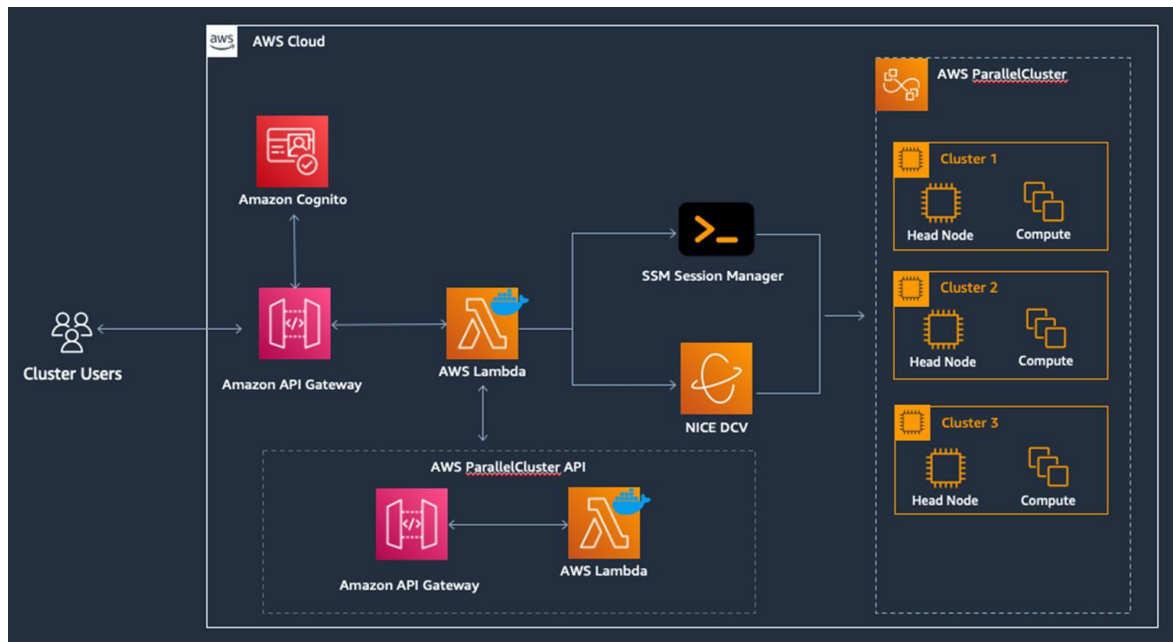 aws
AWS Cloud
AWS ParallelCluster
Amazon Cognito
Cluster 1
Head Node
Compute
SSM Session Manager
Cluster 2
Head Node
Compute
Cluster Users
</>
Amazon API Gateway
AWS Lambda
NICE DCV
Cluster 3
Head Node
Compute
AWS ParallelCluster API
</>
Amazon API Gateway
AWS Lambda